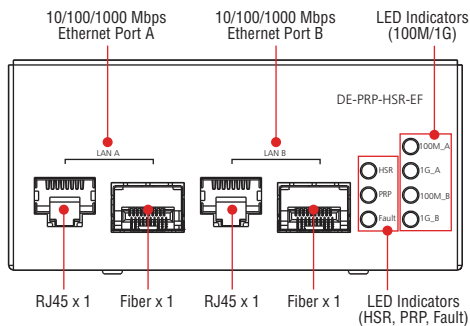 10/100/1000 Mbps
Ethernet Port A
10/100/1000 Mbps
Ethernet Port B
LED Indicators
(100M/1G)
DE-PRP-HSR-EF
LAN A
LAN B
100M_A
HSR
1G_A
PRP
100M_B
Fault
1G_B
RJ45 x 1
Fiber x 1
RJ45 x 1
Fiber x 1
LED Indicators
(HSR, PRP, Fault)